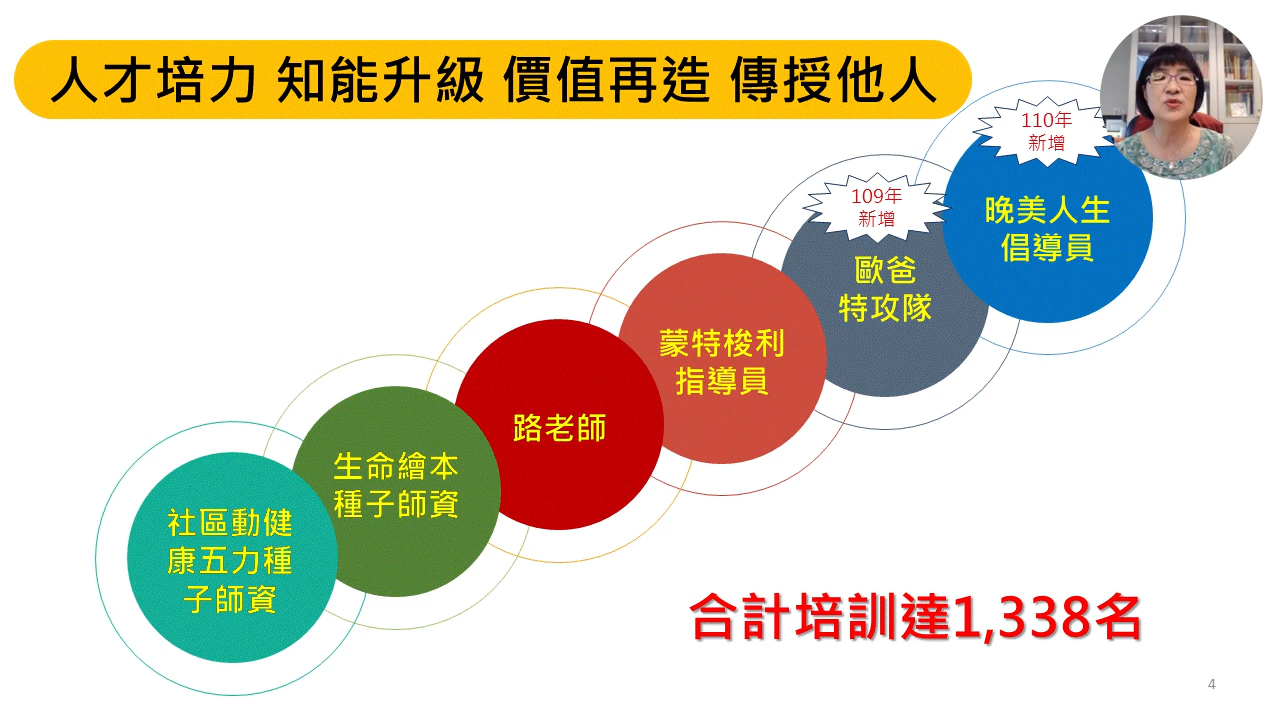 人才培力 知能升級 價值再造 傳授他人
社區動健
康五力種
子師資
生命繪本
種子師資
路老師
蒙特梭利
指導員
109年
新增
歐爸
特攻隊
110年
新增
晚美人生
倡導員
合計培訓達1,338名
4